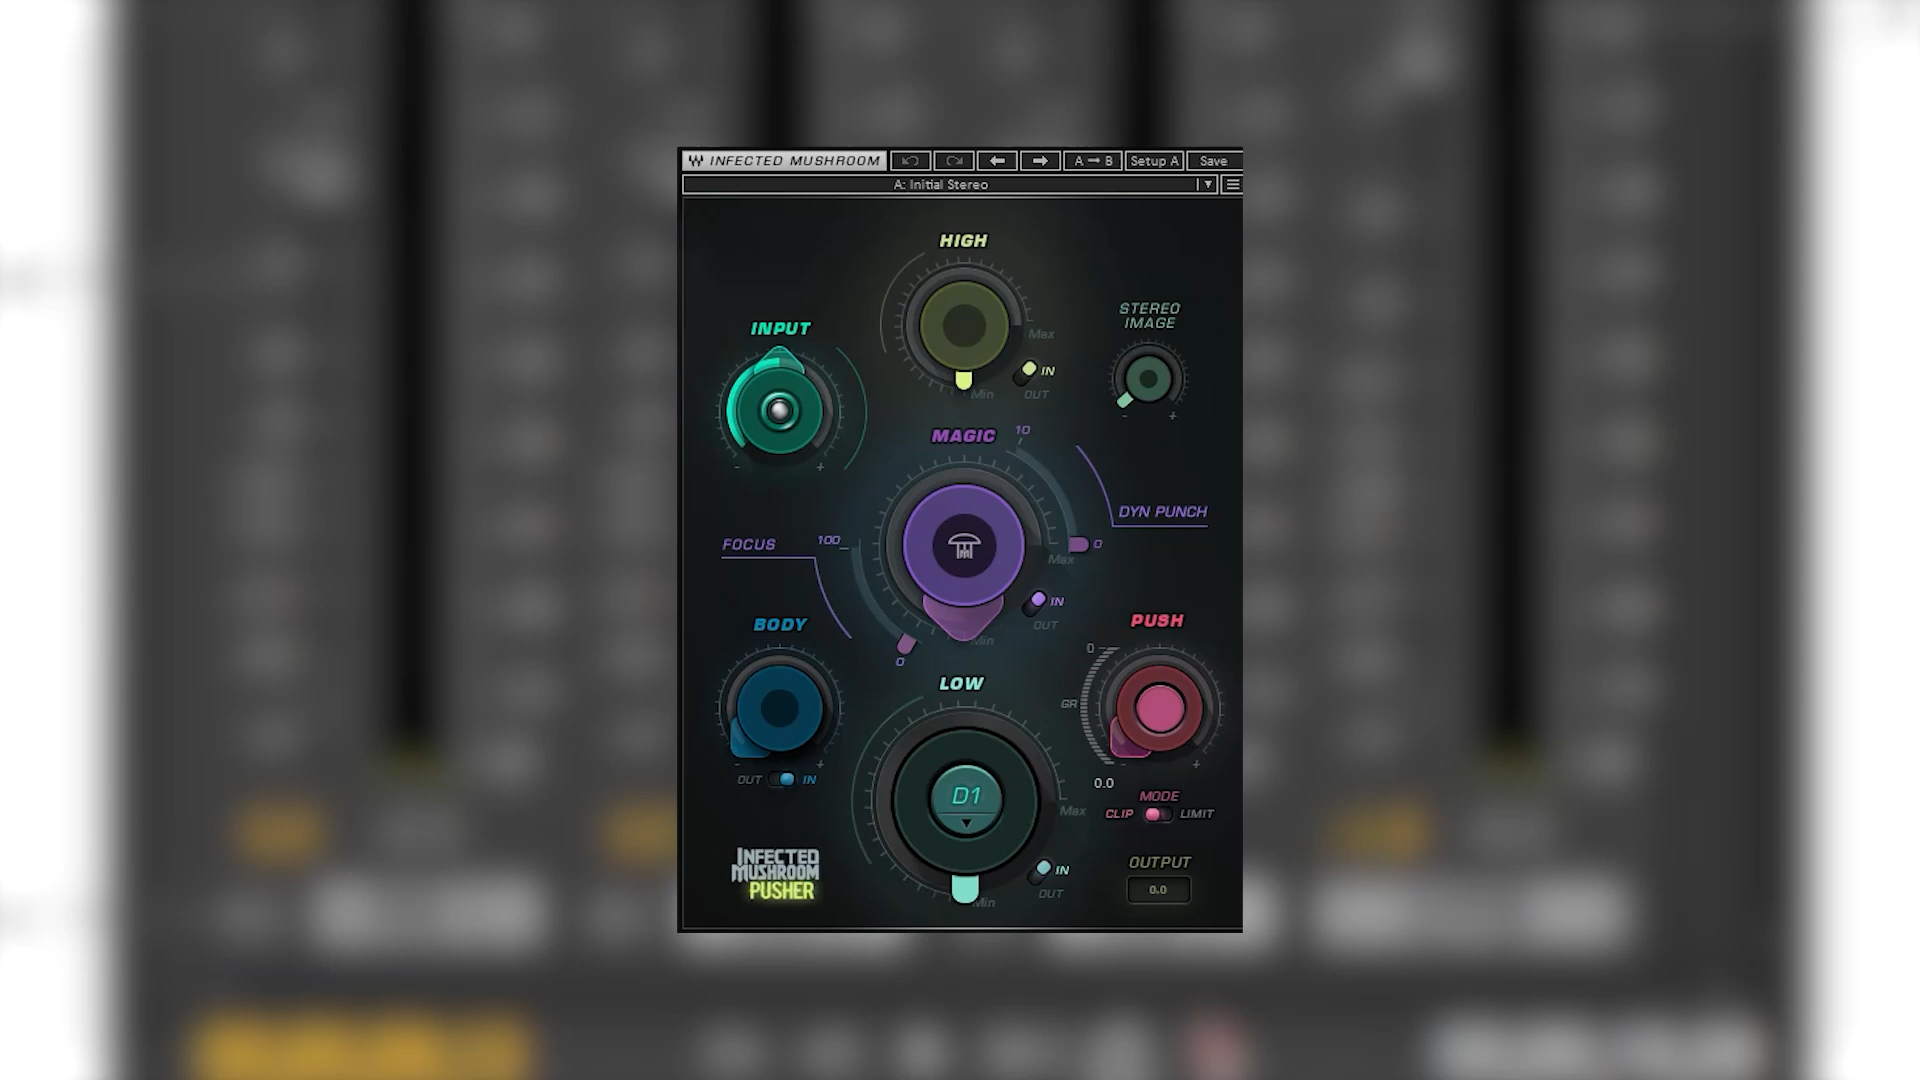 INFECTED MUSHROOM
A → B
Setup A
Save
A: Initial Stereo
HIGH
Max
IN
Min
OUT
STEREO
IMAGE
- +
INPUT
- +
MAGIC
10
DYN PUNCH
0
Max
FOCUS
100
IN
OUT
Min
0
BODY
- +
OUT IN
PUSH
0
GR
- +
0.0
MODE
CLIP LIMIT
LOW
D1
Max
IN
OUT
Min
INFECTED
MUSHROOM
PUSHER
OUTPUT
0.0